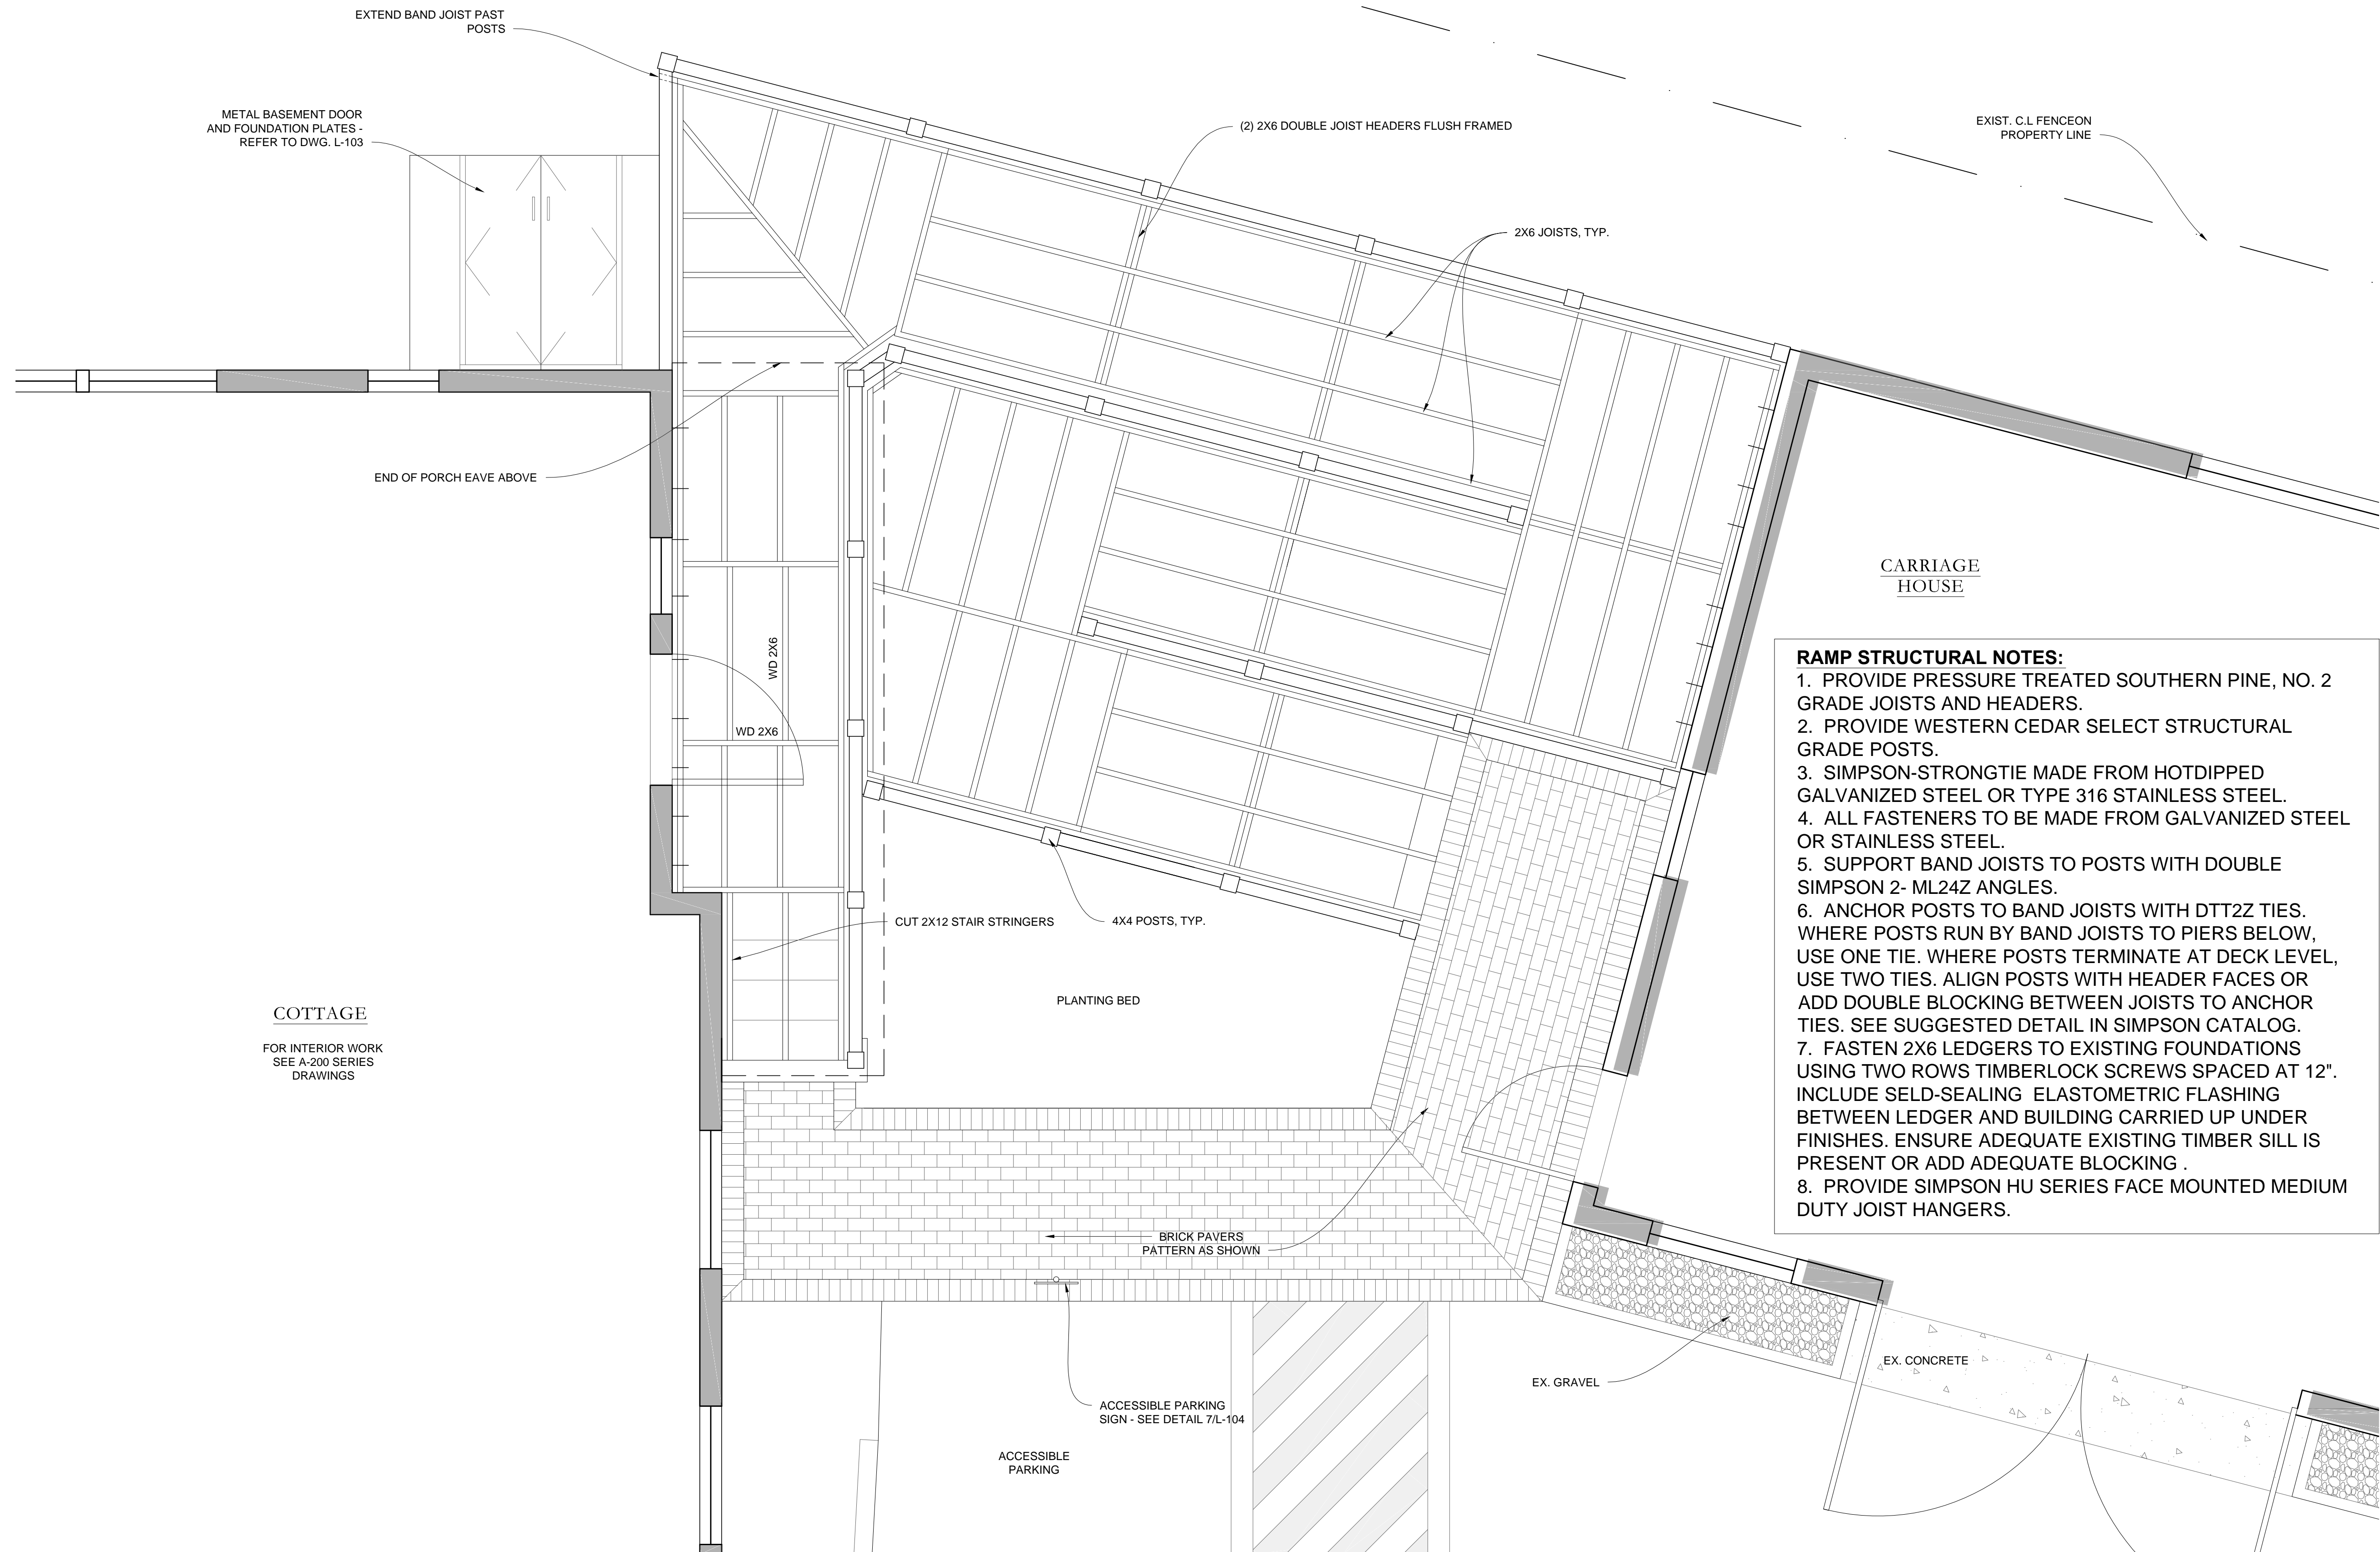 EXTEND BAND JOIST PAST
POSTS
METAL BASEMENT DOOR
AND FOUNDATION PLATES -
REFER TO DWG. L-103
(2) 2X6 DOUBLE JOIST HEADERS FLUSH FRAMED
EXIST. C.L FENCEON
PROPERTY LINE
2X6 JOISTS, TYP.
END OF PORCH EAVE ABOVE
CARRIAGE
HOUSE
WD 2X6
WD 2X6
RAMP STRUCTURAL NOTES:
1. PROVIDE PRESSURE TREATED SOUTHERN PINE, NO. 2
GRADE JOISTS AND HEADERS.
2. PROVIDE WESTERN CEDAR SELECT STRUCTURAL
GRADE POSTS.
3. SIMPSON-STRONGTIE MADE FROM HOTDIPPED
GALVANIZED STEEL OR TYPE 316 STAINLESS STEEL.
4. ALL FASTENERS TO BE MADE FROM GALVANIZED STEEL
OR STAINLESS STEEL.
5. SUPPORT BAND JOISTS TO POSTS WITH DOUBLE
SIMPSON 2- ML24Z ANGLES.
6. ANCHOR POSTS TO BAND JOISTS WITH DTT2Z TIES.
WHERE POSTS RUN BY BAND JOISTS TO PIERS BELOW,
USE ONE TIE. WHERE POSTS TERMINATE AT DECK LEVEL,
USE TWO TIES. ALIGN POSTS WITH HEADER FACES OR
ADD DOUBLE BLOCKING BETWEEN JOISTS TO ANCHOR
TIES. SEE SUGGESTED DETAIL IN SIMPSON CATALOG.
7. FASTEN 2X6 LEDGERS TO EXISTING FOUNDATIONS
USING TWO ROWS TIMBERLOCK SCREWS SPACED AT 12".
INCLUDE SELD-SEALING ELASTOMETRIC FLASHING
BETWEEN LEDGER AND BUILDING CARRIED UP UNDER
FINISHES. ENSURE ADEQUATE EXISTING TIMBER SILL IS
PRESENT OR ADD ADEQUATE BLOCKING .
8. PROVIDE SIMPSON HU SERIES FACE MOUNTED MEDIUM
DUTY JOIST HANGERS.
CUT 2X12 STAIR STRINGERS
4X4 POSTS, TYP.
PLANTING BED
COTTAGE
FOR INTERIOR WORK
SEE A-200 SERIES
DRAWINGS
BRICK PAVERS
PATTERN AS SHOWN
EX. CONCRETE
EX. GRAVEL
ACCESSIBLE PARKING
SIGN - SEE DETAIL 7/L-104
ACCESSIBLE
PARKING